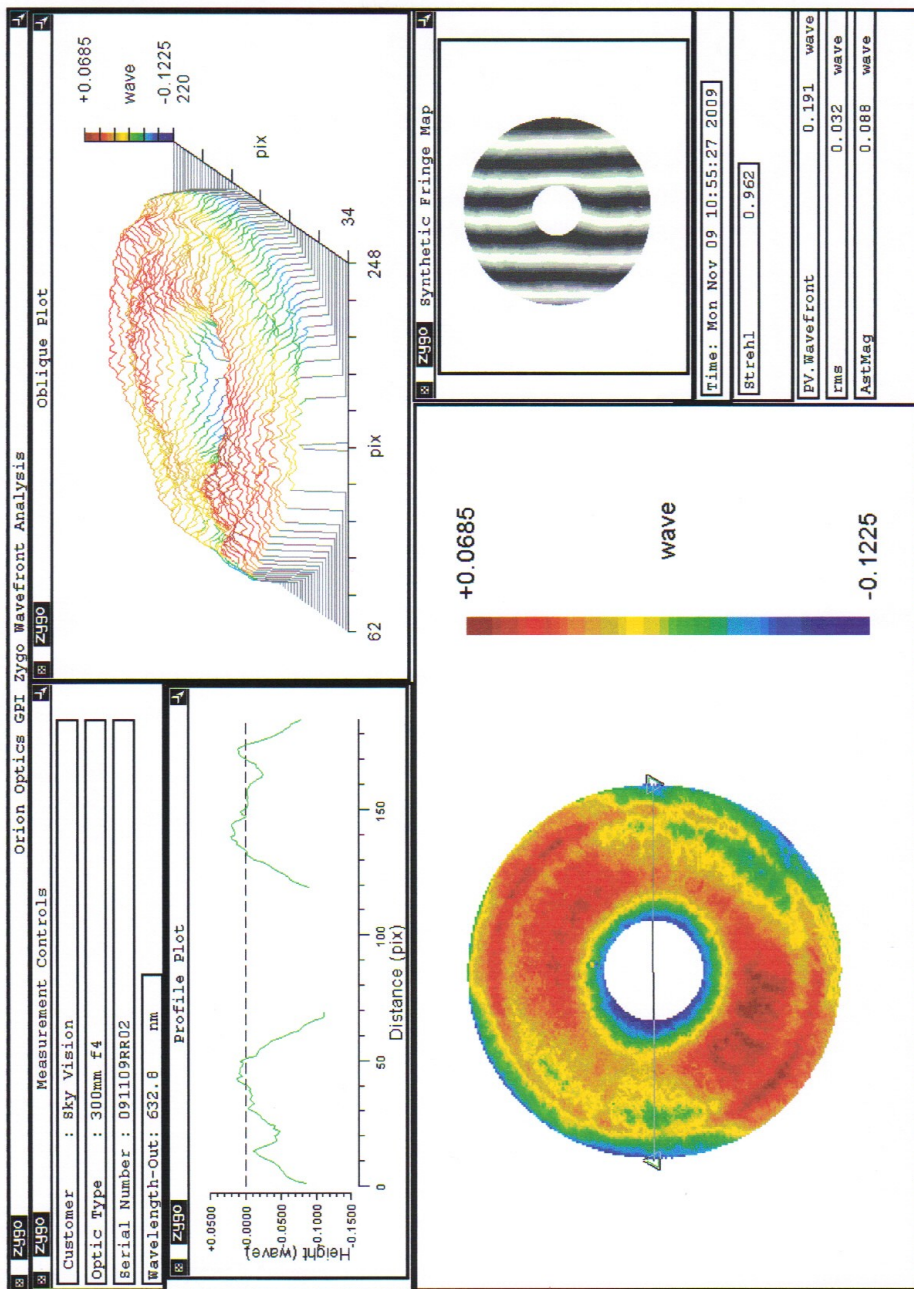 zygo Orion Optics GPI Zygo Wavefront Analysis
zygo Measurement Controls
Customer : Sky Vision
Optic Type : 300mm f4
Serial Number : 091109RR02
Wavelength-Out: 632.8 nm
zygo Profile Plot
+0.0500
+0.0000
-0.0500
-0.1000
-0.1500
Height (wave)
0 50 100 150
Distance (pix)
zygo Oblique Plot
+0.0685
wave
-0.1225
220
pix
34
62 pix 248
+0.0685
wave
-0.1225
zygo Synthetic Fringe Map
Time: Mon Nov 09 10:55:27 2009
Strehl
0.962
PV.Wavefront 0.191 wave
rms 0.032 wave
AstMag 0.088 wave